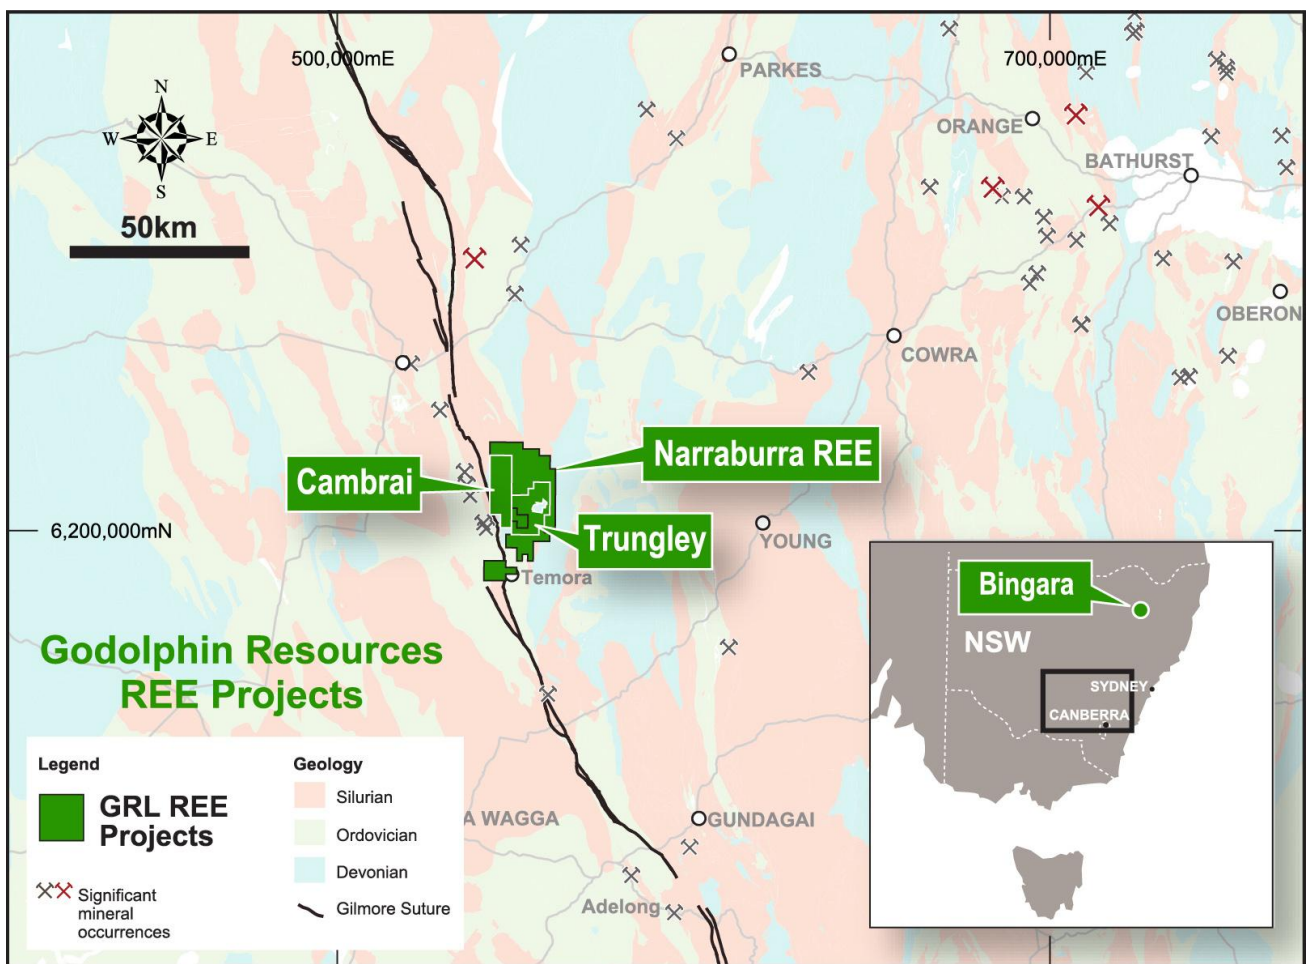 500,000mE
700,000mE
PARKES
N
W
E
S
50km
ORANGE
BATHURST
OBERON
COWRA
Narraburra REE
Cambrai
Trungley
6,200,000mN
YOUNG
Temora
Bingara
NSW
SYDNEY
CANBERRA
Godolphin Resources
REE Projects
Legend
GRL REE
Projects
Significant
mineral
occurrences
Geology
Silurian
Ordovician
Devonian
Gilmore Suture
A WAGGA
GUNDAGAI
Adelong